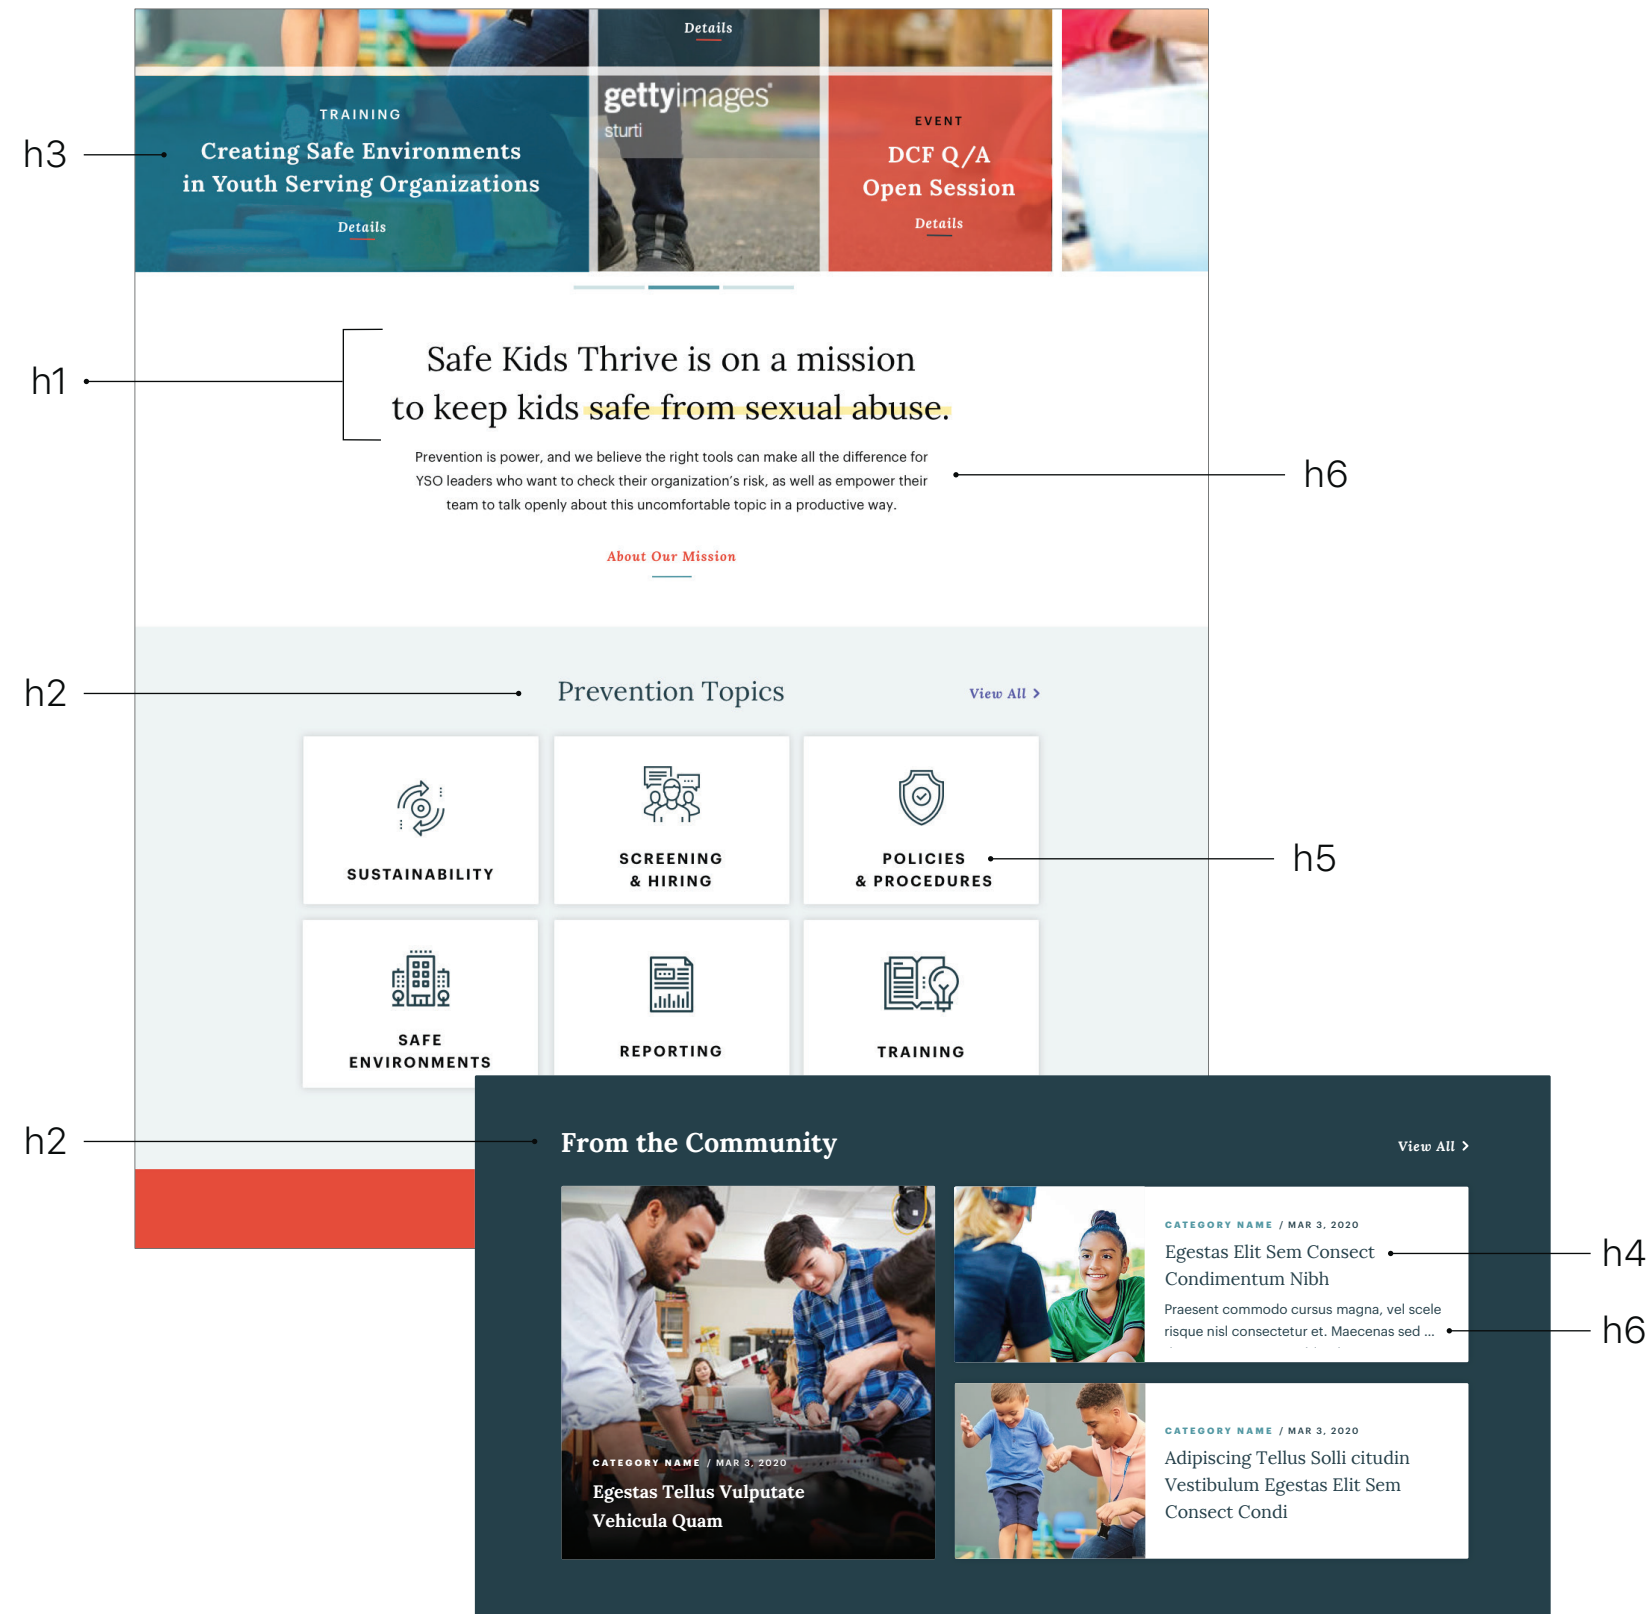 Details
gettyimages®
sturti
TRAINING
Creating Safe Environments
in Youth Serving Organizations
Details
EVENT
DCF Q/A
Open Session
Details
h3
h1
Safe Kids Thrive is on a mission
to keep kids safe from sexual abuse.
Prevention is power, and we believe the right tools can make all the difference for
YSO leaders who want to check their organization's risk, as well as empower their
team to talk openly about this uncomfortable topic in a productive way.
h6
About Our Mission
h2
Prevention Topics
View All
SUSTAINABILITY
SCREENING
& HIRING
POLICIES
& PROCEDURES
h5
SAFE
ENVIRONMENTS
REPORTING
TRAINING
h2
From the Community
View All
CATEGORY NAME / MAR 3, 2020
Egestas Tellus Vulputate
Vehicula Quam
CATEGORY NAME / MAR 3, 2020
Egestas Elit Sem Consect
Condimentum Nibh
h4
Praesent commodo cursus magna, vel scele
risque nisl consectetur et. Maecenas sed ...
h6
CATEGORY NAME / MAR 3, 2020
Adipiscing Tellus Solli citudin
Vestibulum Egestas Elit Sem
Consect Condi